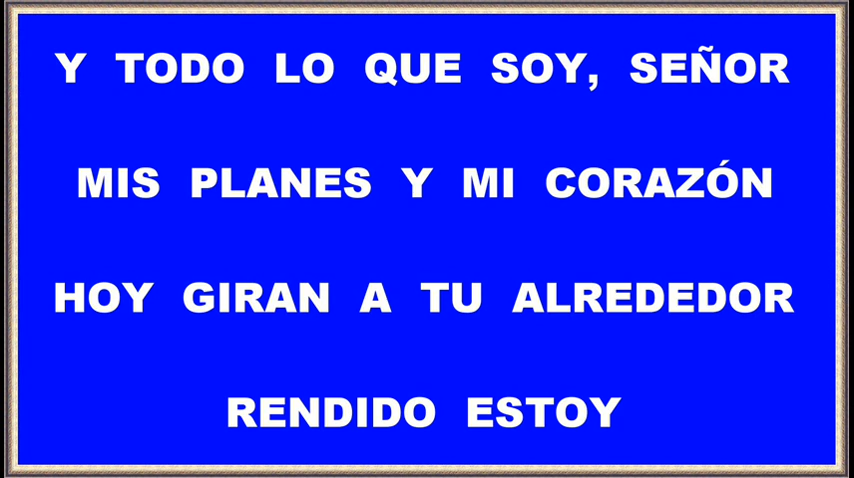 Y TODO LO QUE SOY, SEÑOR
MIS PLANES Y MI CORAZÓN
HOY GIRAN A TU ALREDEDOR
RENDIDO ESTOY